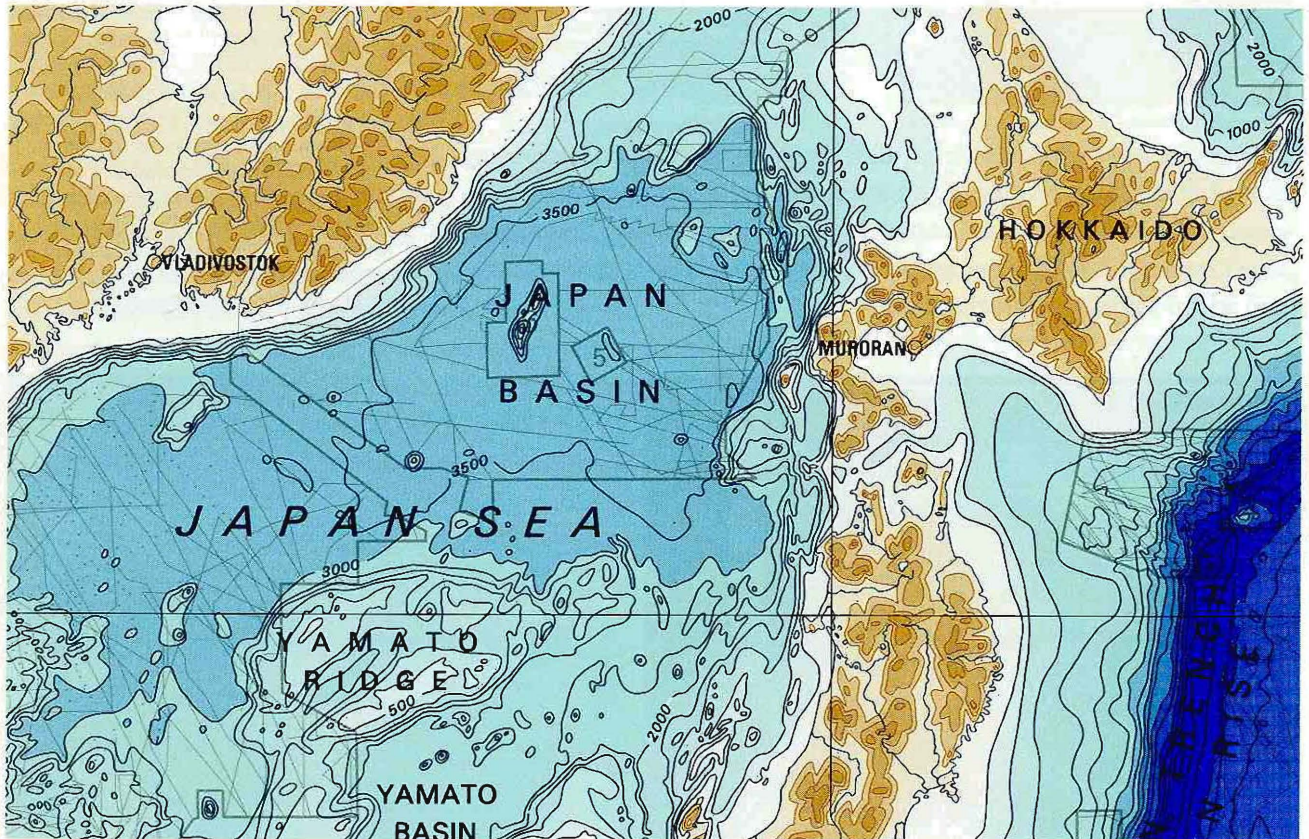 2000
2000
1000
3500
HOKKAIDO
VLADIVOSTOK
JAPAN
MURORAN
5
BASIN
3500
JAPAN SEA
3000
YAMATO
RIDGE
500
2000
TRENCH
RISE
YAMATO
BASIN